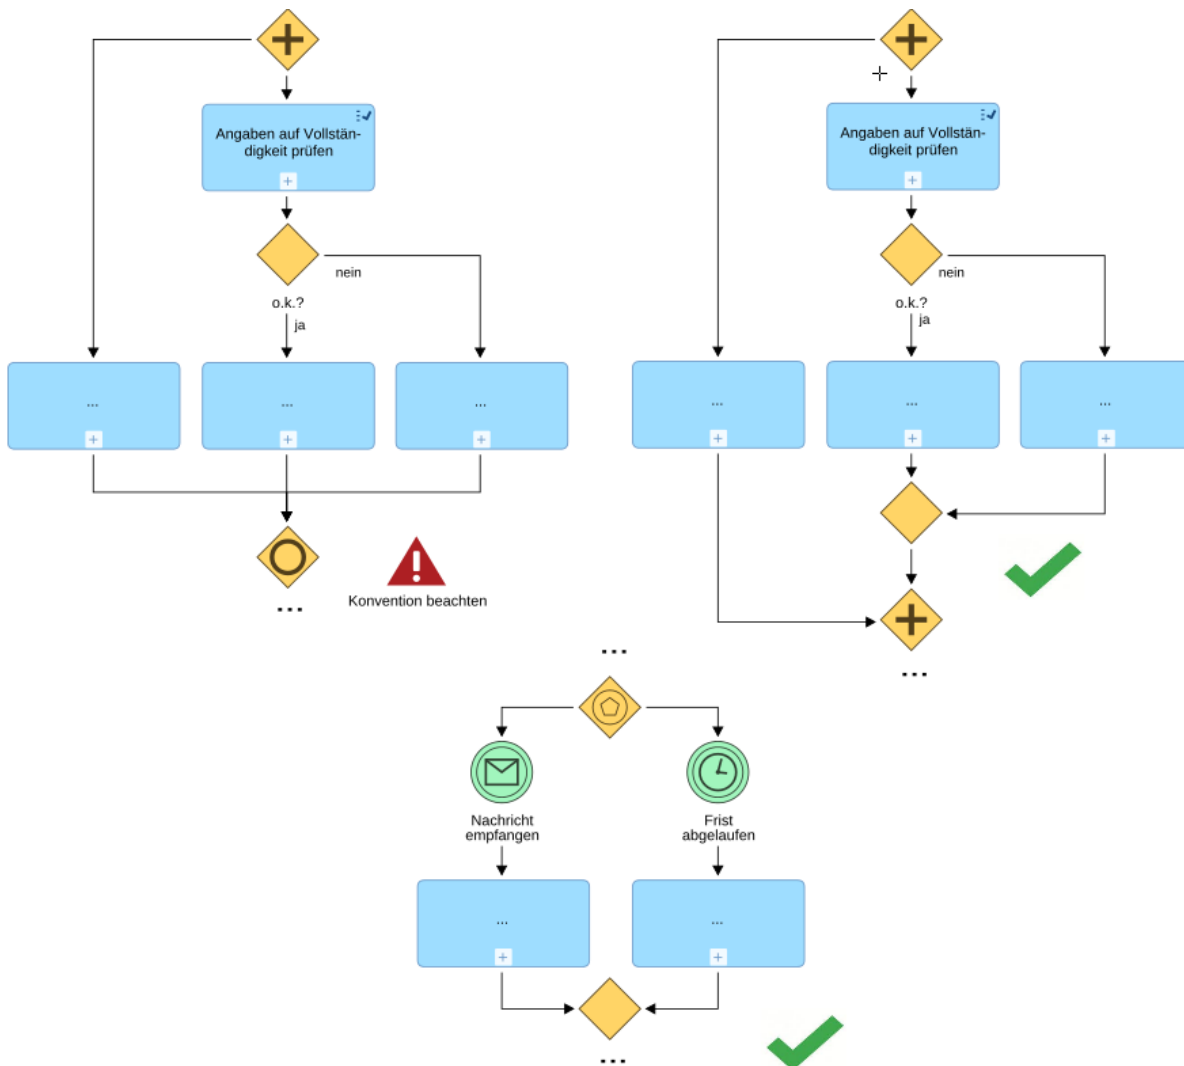 Angaben auf Vollstän-
digkeit prüfen
nein
o.k.?
ja
...
...
...
Konvention beachten
...
Angaben auf Vollstän-
digkeit prüfen
nein
o.k.?
ja
...
...
...
...
...
Nachricht
empfangen
Frist
abgelaufen
...
...
...